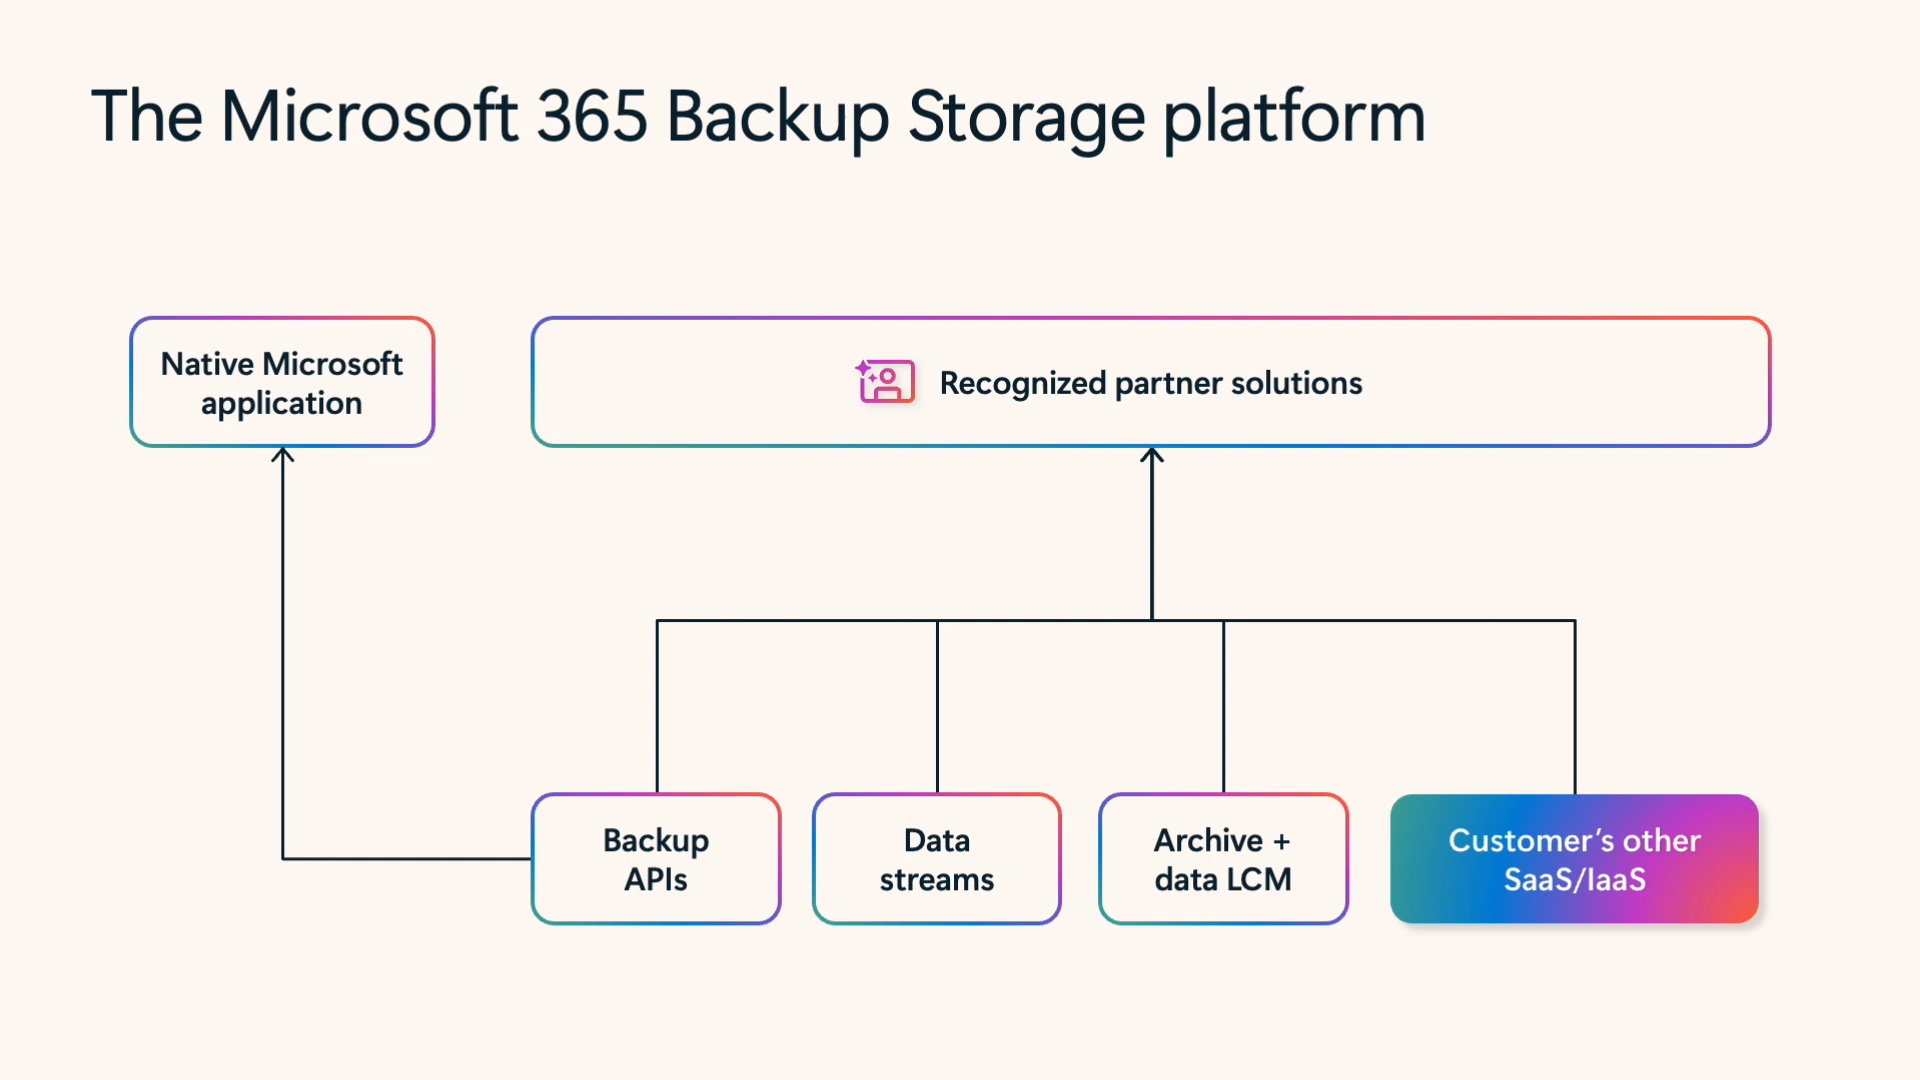 The Microsoft 365 Backup Storage platform
Native Microsoft
application
Recognized partner solutions
Backup
APIs
Data
streams
Archive +
data LCM
Customer’s other
SaaS/IaaS